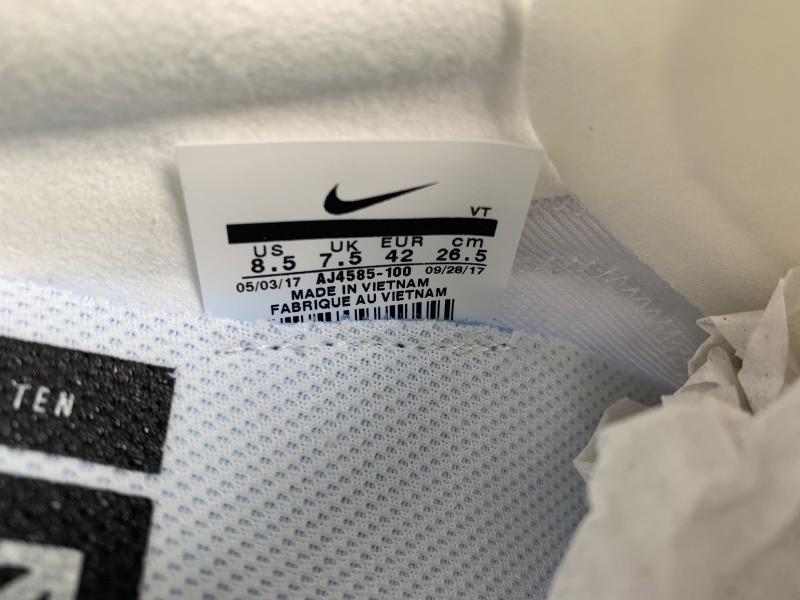 VT
US UK EUR cm
8.5 7.5 42 26.5
05/03/17 AJ4585-100 09/28/17
MADE IN VIETNAM
FABRIQUE AU VIETNAM
TEN